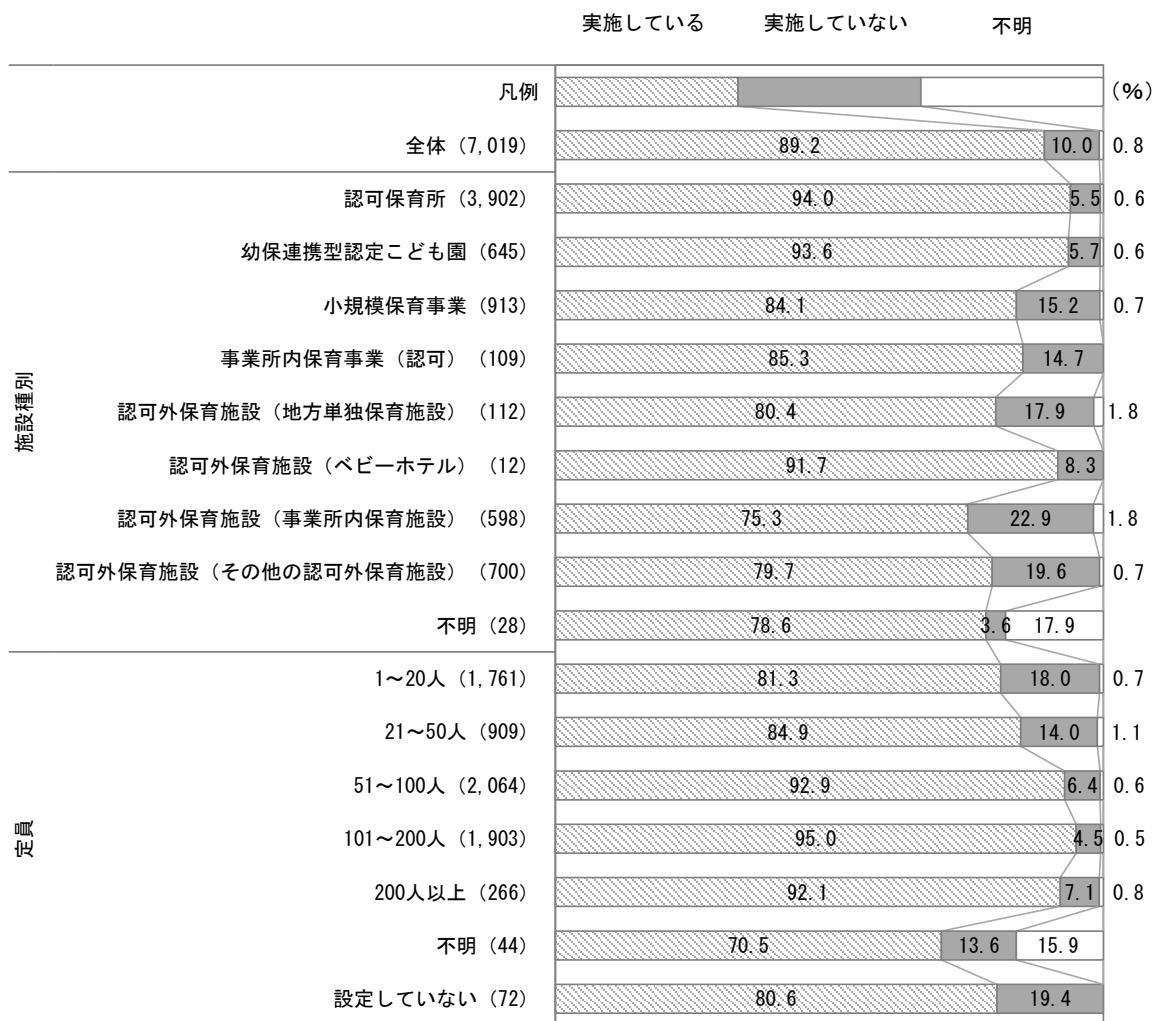 実施している 実施していない 不明
凡例 (%)
全体 (7,019) 89.2 10.0 0.8
施設種別
認可保育所 (3,902) 94.0 5.5 0.6
幼保連携型認定こども園 (645) 93.6 5.7 0.6
小規模保育事業 (913) 84.1 15.2 0.7
事業所内保育事業(認可) (109) 85.3 14.7
認可外保育施設(地方単独保育施設) (112) 80.4 17.9 1.8
認可外保育施設(ベビーホテル) (12) 91.7 8.3
認可外保育施設(事業所内保育施設) (598) 75.3 22.9 1.8
認可外保育施設(その他の認可外保育施設) (700) 79.7 19.6 0.7
不明 (28) 78.6 3.6 17.9
定員
1～20人 (1,761) 81.3 18.0 0.7
21～50人 (909) 84.9 14.0 1.1
51～100人 (2,064) 92.9 6.4 0.6
101～200人 (1,903) 95.0 4.5 0.5
200人以上 (266) 92.1 7.1 0.8
不明 (44) 70.5 13.6 15.9
設定していない (72) 80.6 19.4